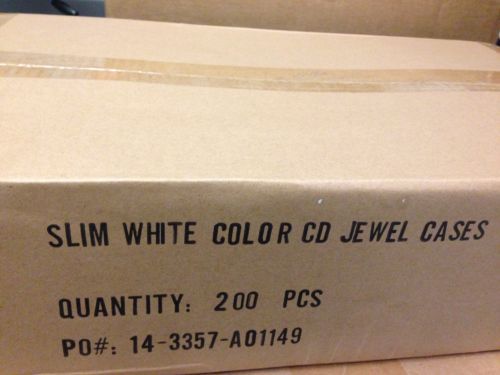 SLIM WHITE COLOR CD JEWEL CASES
QUANTITY: 200 PCS
PO#: 14-3357-A01149